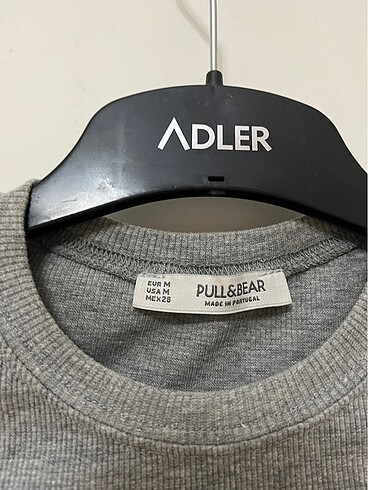 ADLER
EUR M
USA M
MEX 28
PULL&BEAR
MADE IN PORTUGAL